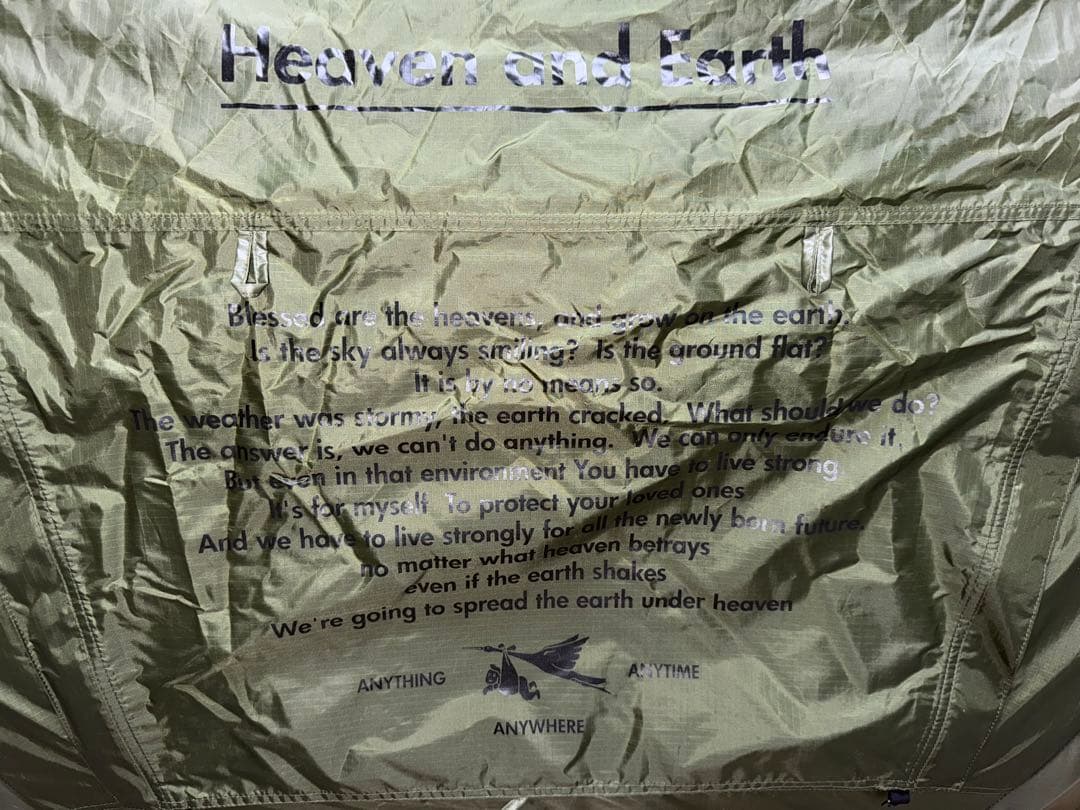 Heaven and Earth
Blessed are the heavens, and grow on the earth.
Is the sky always smiling? Is the ground flat?
It is by no means so.
The weather was stormy, the earth cracked. What should we do?
The answer is, we can't do anything. We can only endure it.
But even in that environment You have to live strong.
It's for myself. To protect your loved ones
And we have to live strongly for all the newly born future.
no matter what heaven betrays
even if the earth shakes
We're going to spread the earth under heaven
ANYTHING ANYTIME
ANYWHERE